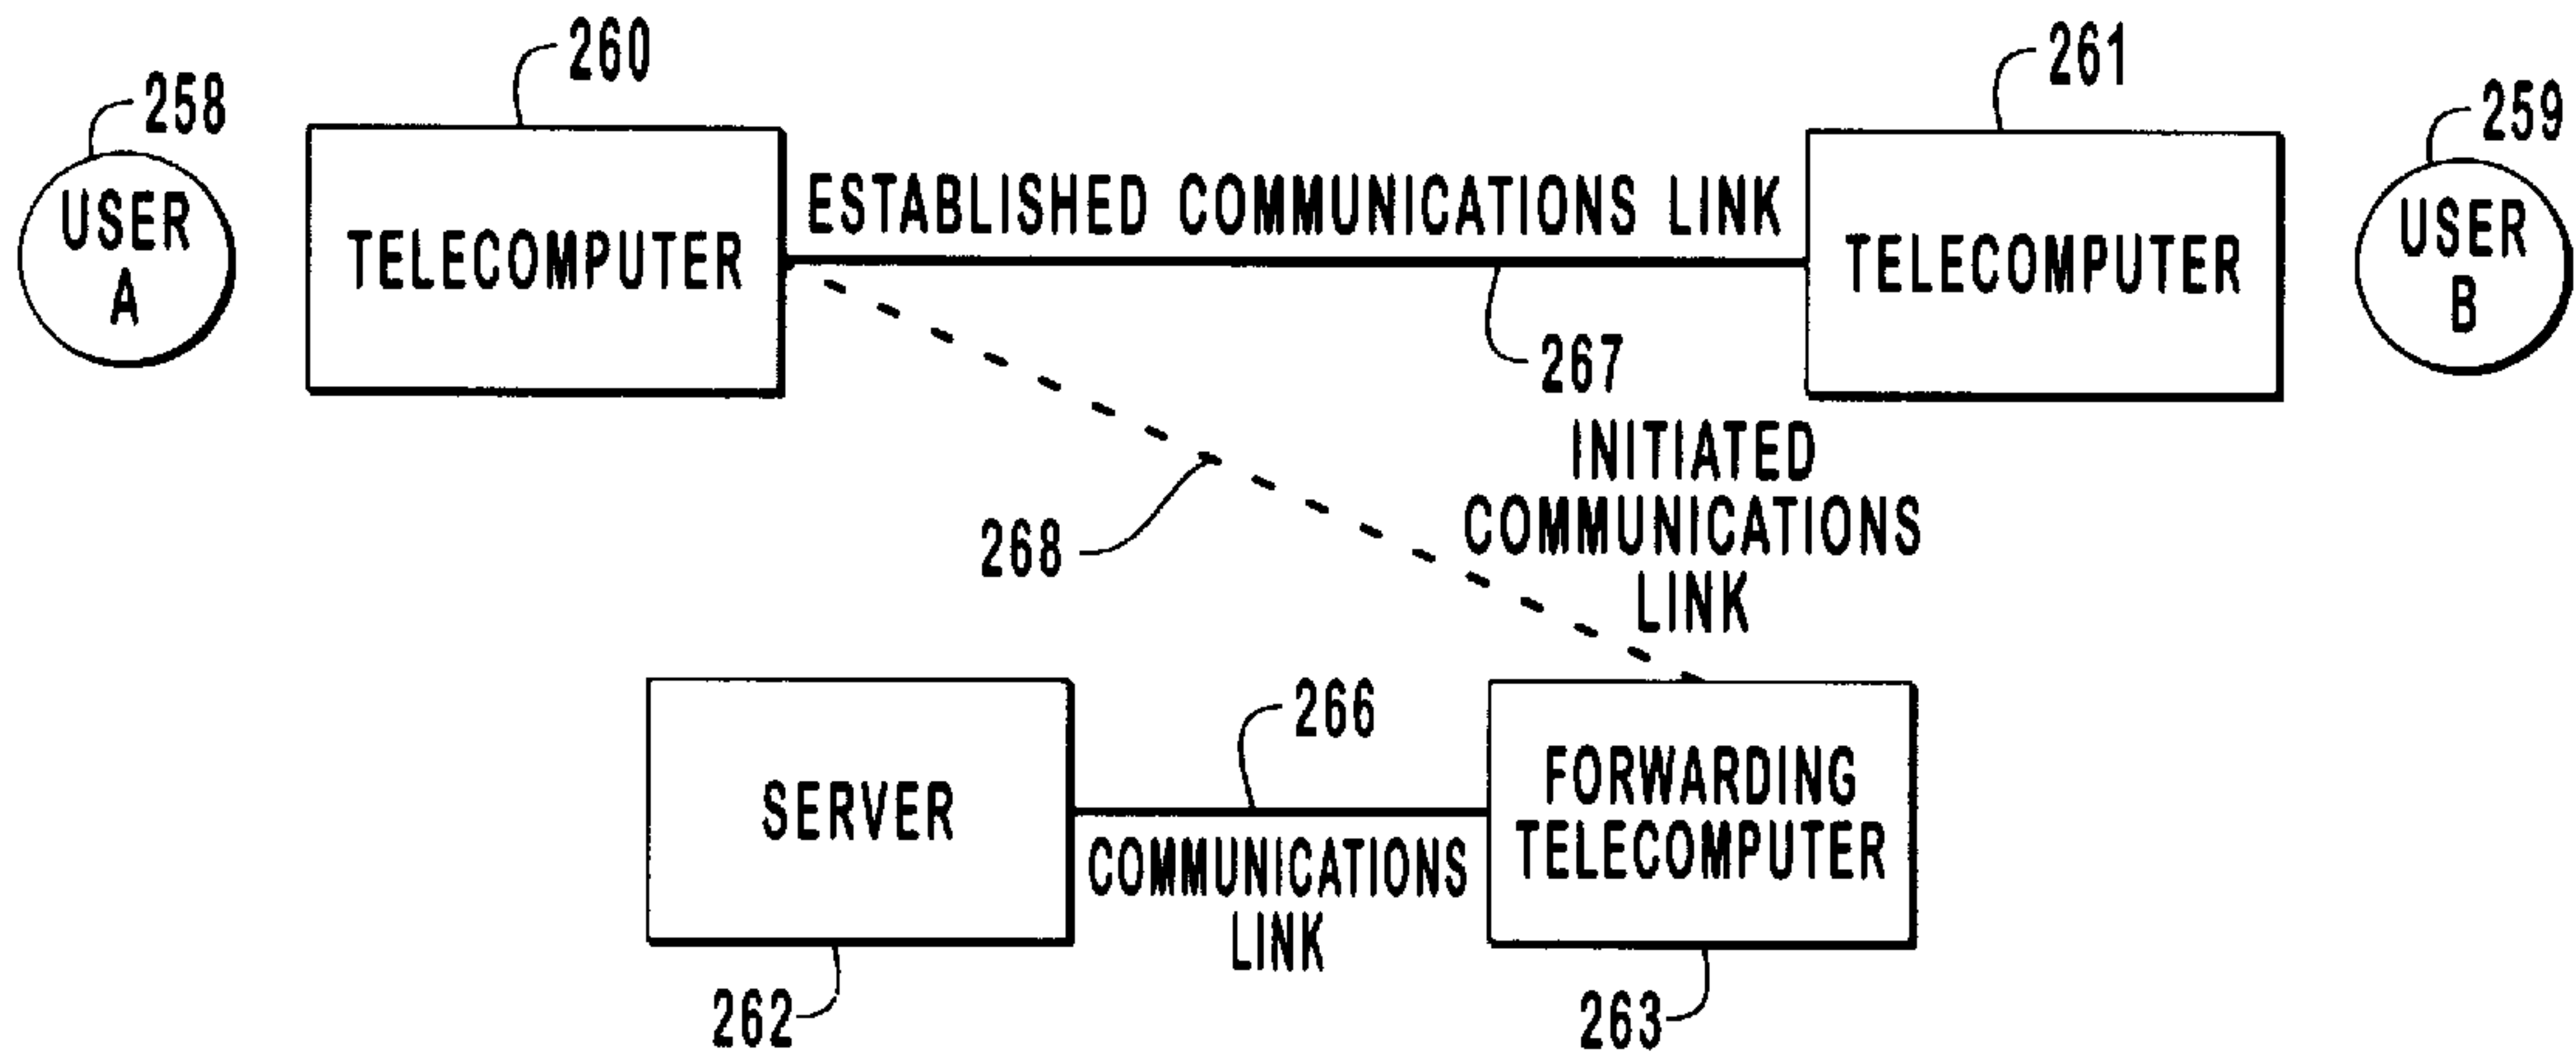 260
261
258
259
USER
A
TELECOMPUTER
ESTABLISHED COMMUNICATIONS LINK
TELECOMPUTER
USER
B
267
INITIATED
COMMUNICATIONS
LINK
268
266
SERVER
COMMUNICATIONS
LINK
FORWARDING
TELECOMPUTER
262
263